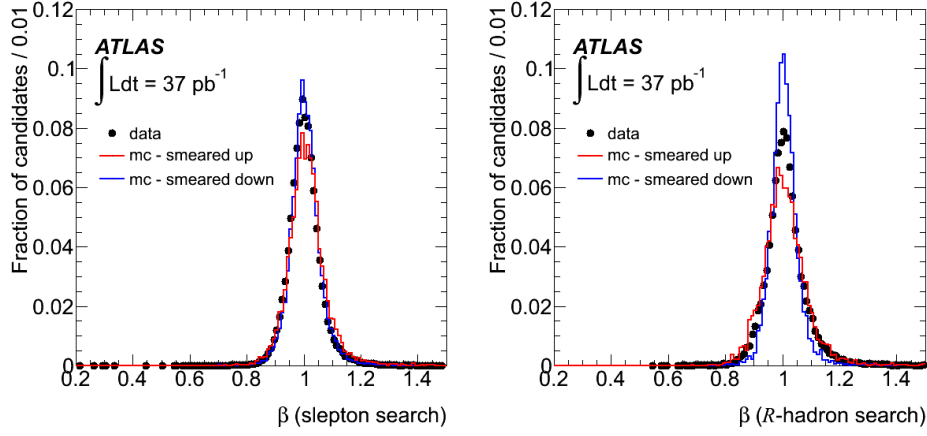 Fraction of candidates / 0.01
0.12
0.1
0.08
0.06
0.04
0.02
0
ATLAS
∫Ldt = 37 pb⁻¹
data
mc - smeared up
mc - smeared down
0.2 0.4 0.6 0.8 1 1.2 1.4
β (slepton search)
Fraction of candidates / 0.01
0.12
0.1
0.08
0.06
0.04
0.02
0
ATLAS
∫Ldt = 37 pb⁻¹
data
mc - smeared up
mc - smeared down
0.2 0.4 0.6 0.8 1 1.2 1.4
β (R-hadron search)